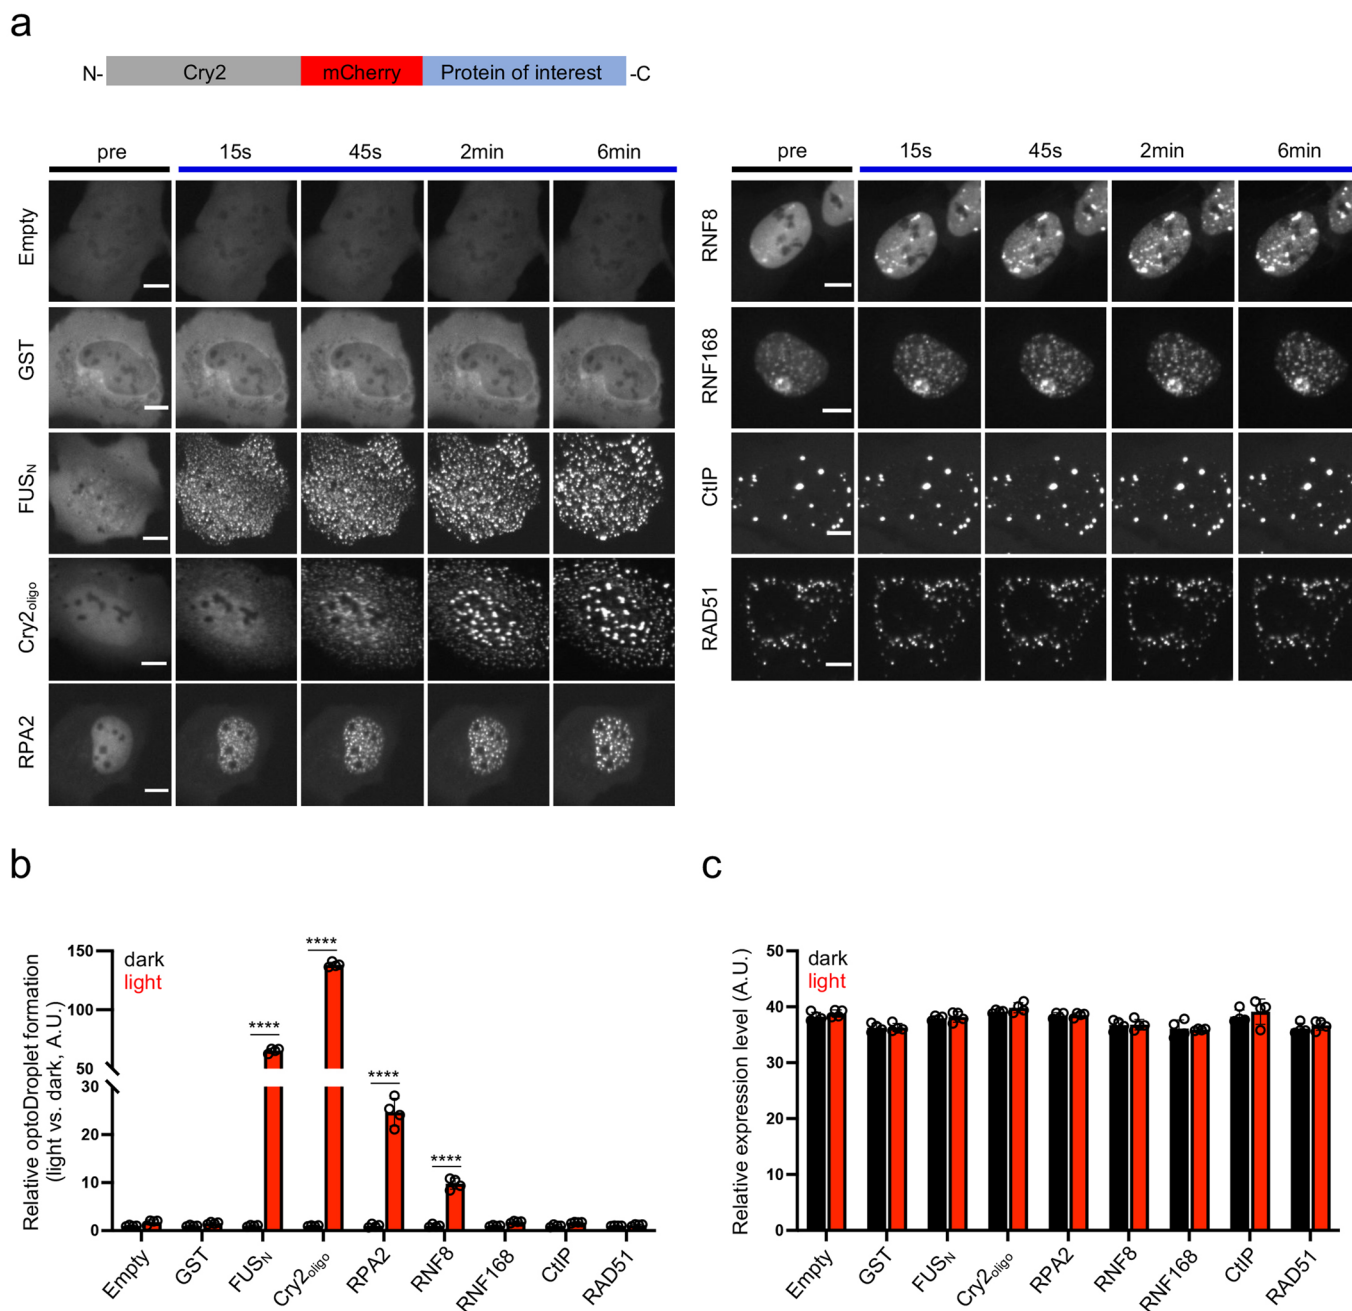 a
N- Cry2 mCherry Protein of interest -C
pre 15s 45s 2min 6min
Empty
GST
FUSN
Cry2oligo
RPA2
pre 15s 45s 2min 6min
RNF8
RNF168
CtIP
RAD51
b
Relative optoDroplet formation
(light vs. dark, A.U.)
150
100
50
30
20
10
0
dark
light
****
****
****
****
Empty GST FUSN Cry2oligo RPA2 RNF8 RNF168 CtIP RAD51
c
Relative expression level (A.U.)
50
40
30
20
10
0
dark
light
Empty GST FUSN Cry2oligo RPA2 RNF8 RNF168 CtIP RAD51